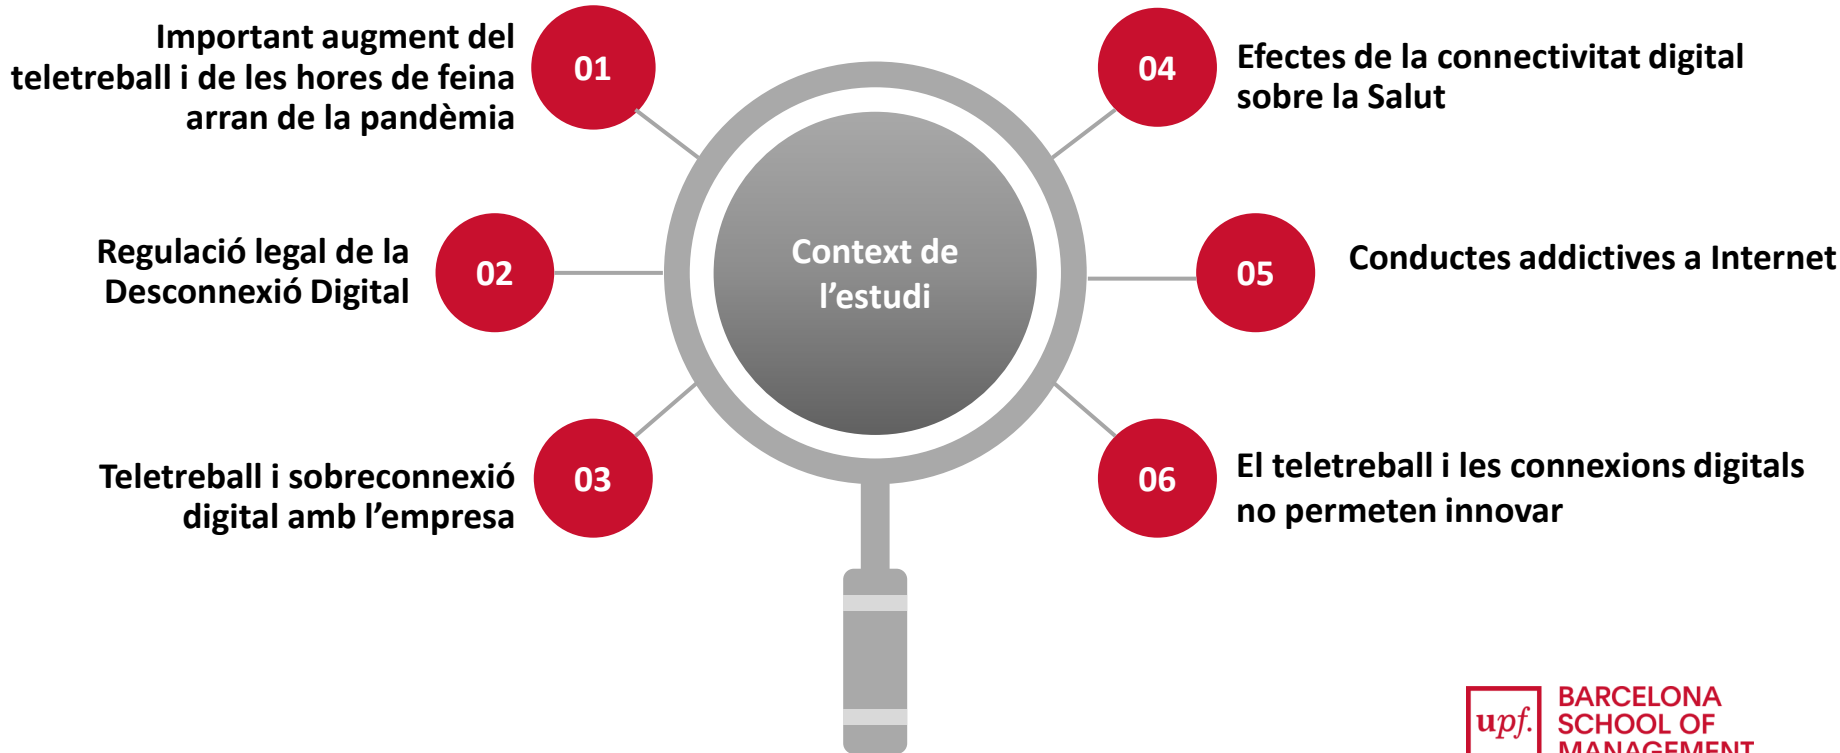 Important augment del
teletreball i de les hores de feina
arran de la pandèmia
01
Regulació legal de la
Desconnexió Digital
02
Teletreball i sobreconnexió
digital amb l’empresa
03
Context de
l’estudi
04
Efectes de la connectivitat digital
sobre la Salut
05
Conductes addictives a Internet
06
El teletreball i les connexions digitals
no permeten innovar
upf.
BARCELONA
SCHOOL OF
MANAGEMENT